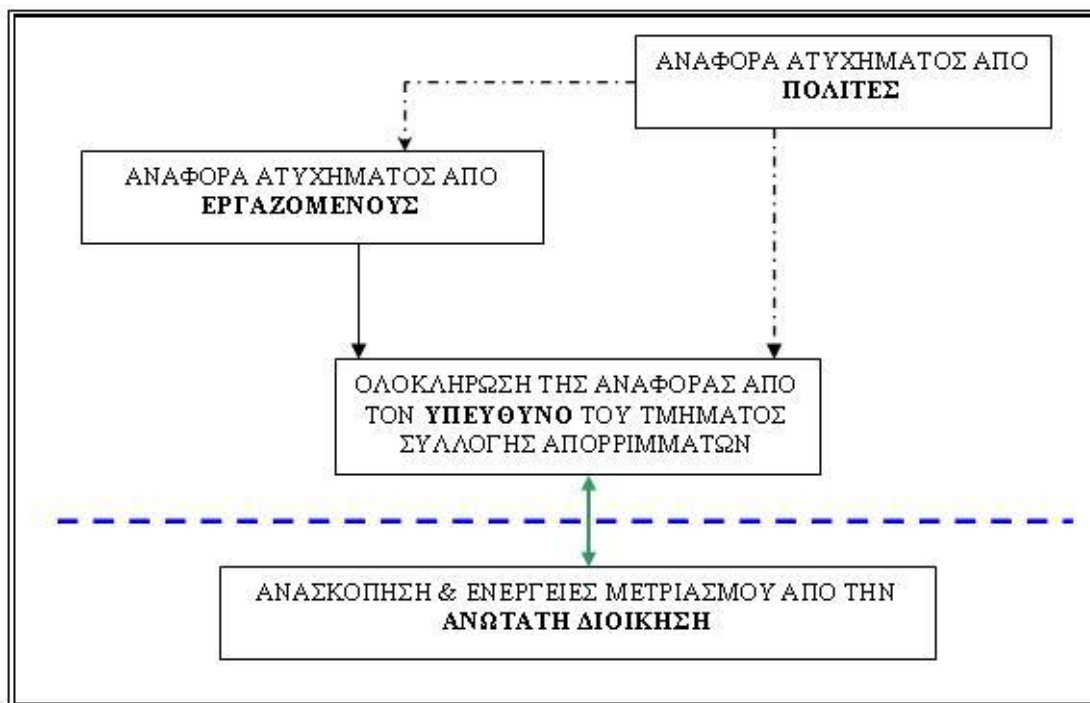 ΑΝΑΦΟΡΑ ΑΤΥΧΗΜΑΤΟΣ ΑΠΟ
ΠΟΛΙΤΕΣ
ΑΝΑΦΟΡΑ ΑΤΥΧΗΜΑΤΟΣ ΑΠΟ
ΕΡΓΑΖΟΜΕΝΟΥΣ
ΟΛΟΚΛΗΡΩΣΗ ΤΗΣ ΑΝΑΦΟΡΑΣ ΑΠΟ
ΤΟΝ ΥΠΕΥΘΥΝΟ ΤΟΥ ΤΜΗΜΑΤΟΣ
ΣΥΛΛΟΓΗΣ ΑΠΟΡΡΙΜΜΑΤΩΝ
ΑΝΑΣΚΟΠΗΣΗ & ΕΝΕΡΓΕΙΕΣ ΜΕΤΡΙΑΣΜΟΥ ΑΠΟ ΤΗΝ
ΑΝΩΤΑΤΗ ΔΙΟΙΚΗΣΗ